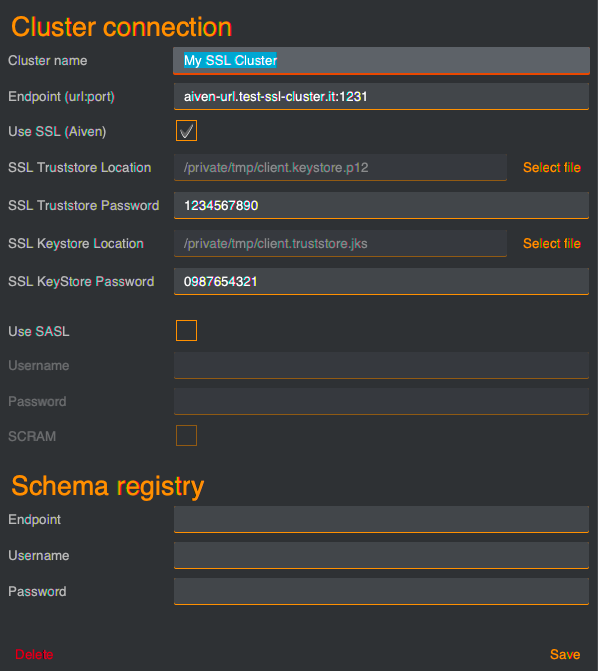 Cluster connection
Cluster name My SSL Cluster
Endpoint (url:port) aiven-url.test-ssl-cluster.it:1231
Use SSL (Aiven)
SSL Truststore Location /private/tmp/client.keystore.p12 Select file
SSL Truststore Password 1234567890
SSL Keystore Location /private/tmp/client.truststore.jks Select file
SSL KeyStore Password 0987654321
Use SASL
Username
Password
SCRAM
Schema registry
Endpoint
Username
Password
Delete Save